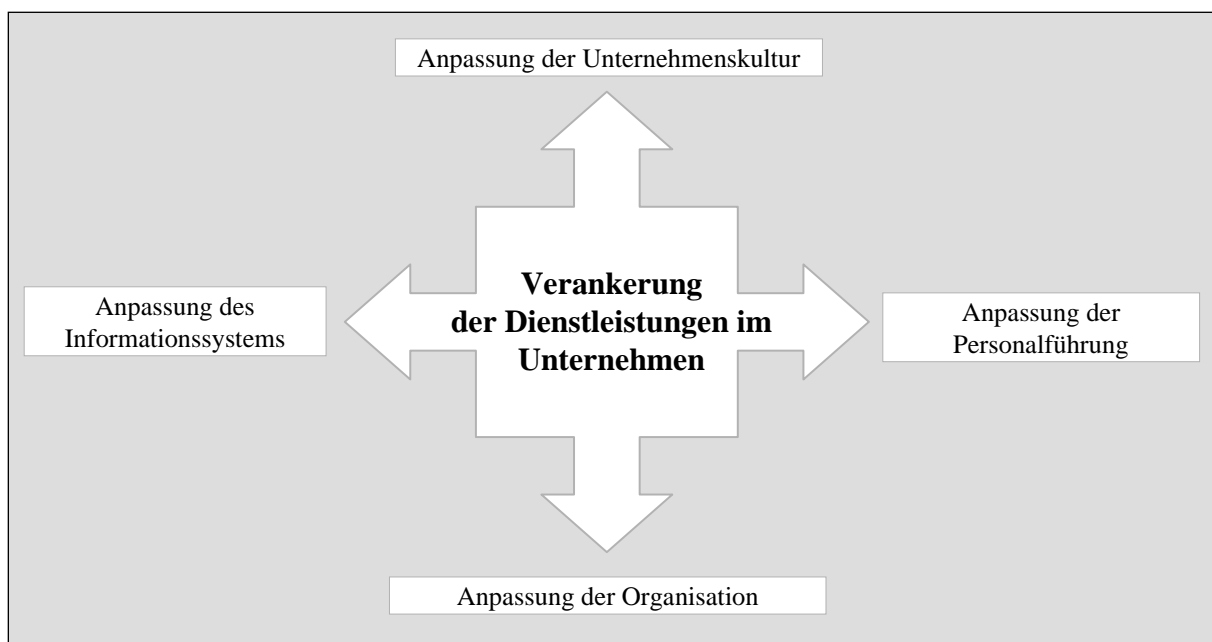 Anpassung der Unternehmenskultur
Anpassung des
Informationssystems
Verankerung
der Dienstleistungen im
Unternehmen
Anpassung der
Personalführung
Anpassung der Organisation